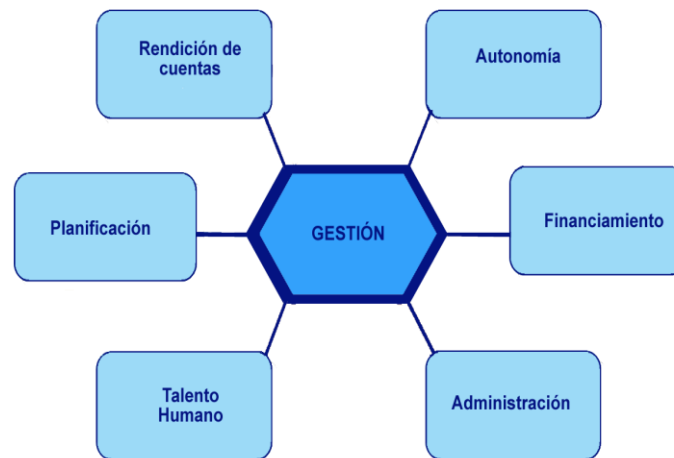 Rendición de
cuentas
Autonomía
Planificación
GESTIÓN
Financiamiento
Talento
Humano
Administración